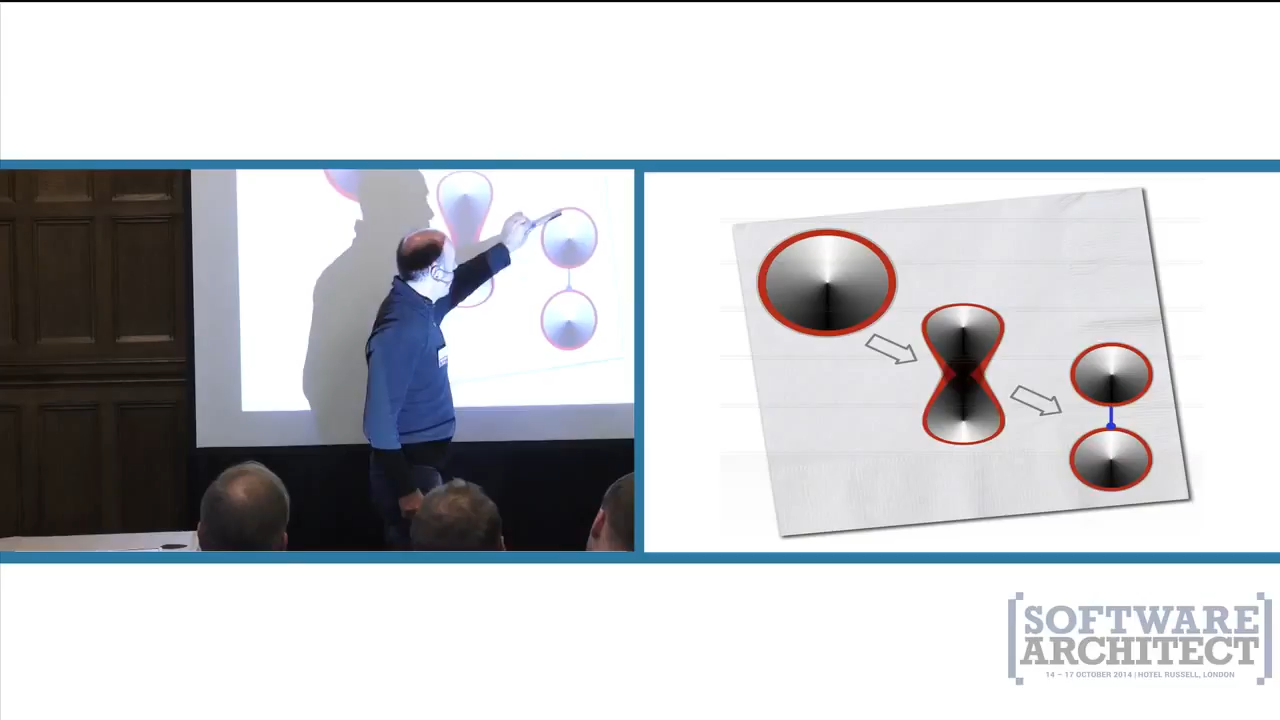 SOFTWARE
ARCHITECT
14 – 17 OCTOBER 2014 | HOTEL RUSSELL, LONDON